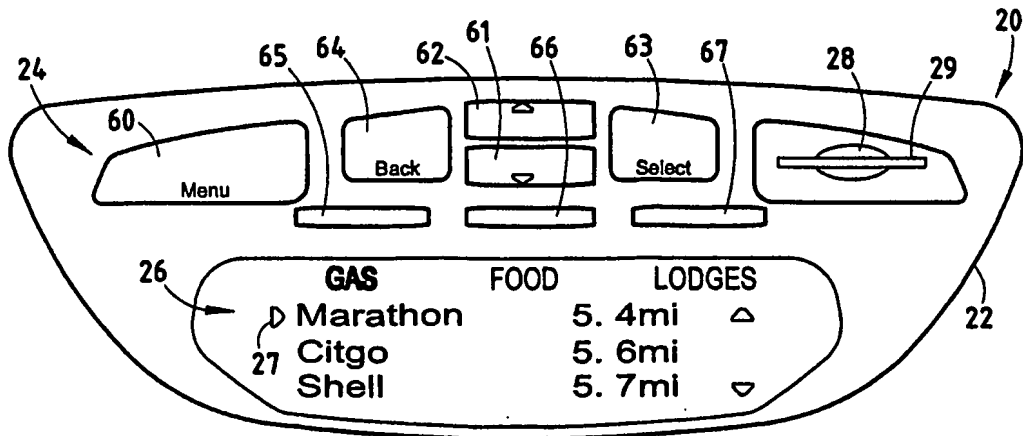 65 64 62 61 66 63 67 28 29 20
24
60
Menu
Back
Select
26
GAS FOOD LODGES
Marathon 5. 4mi
27
Citgo 5. 6mi
Shell 5. 7mi
22